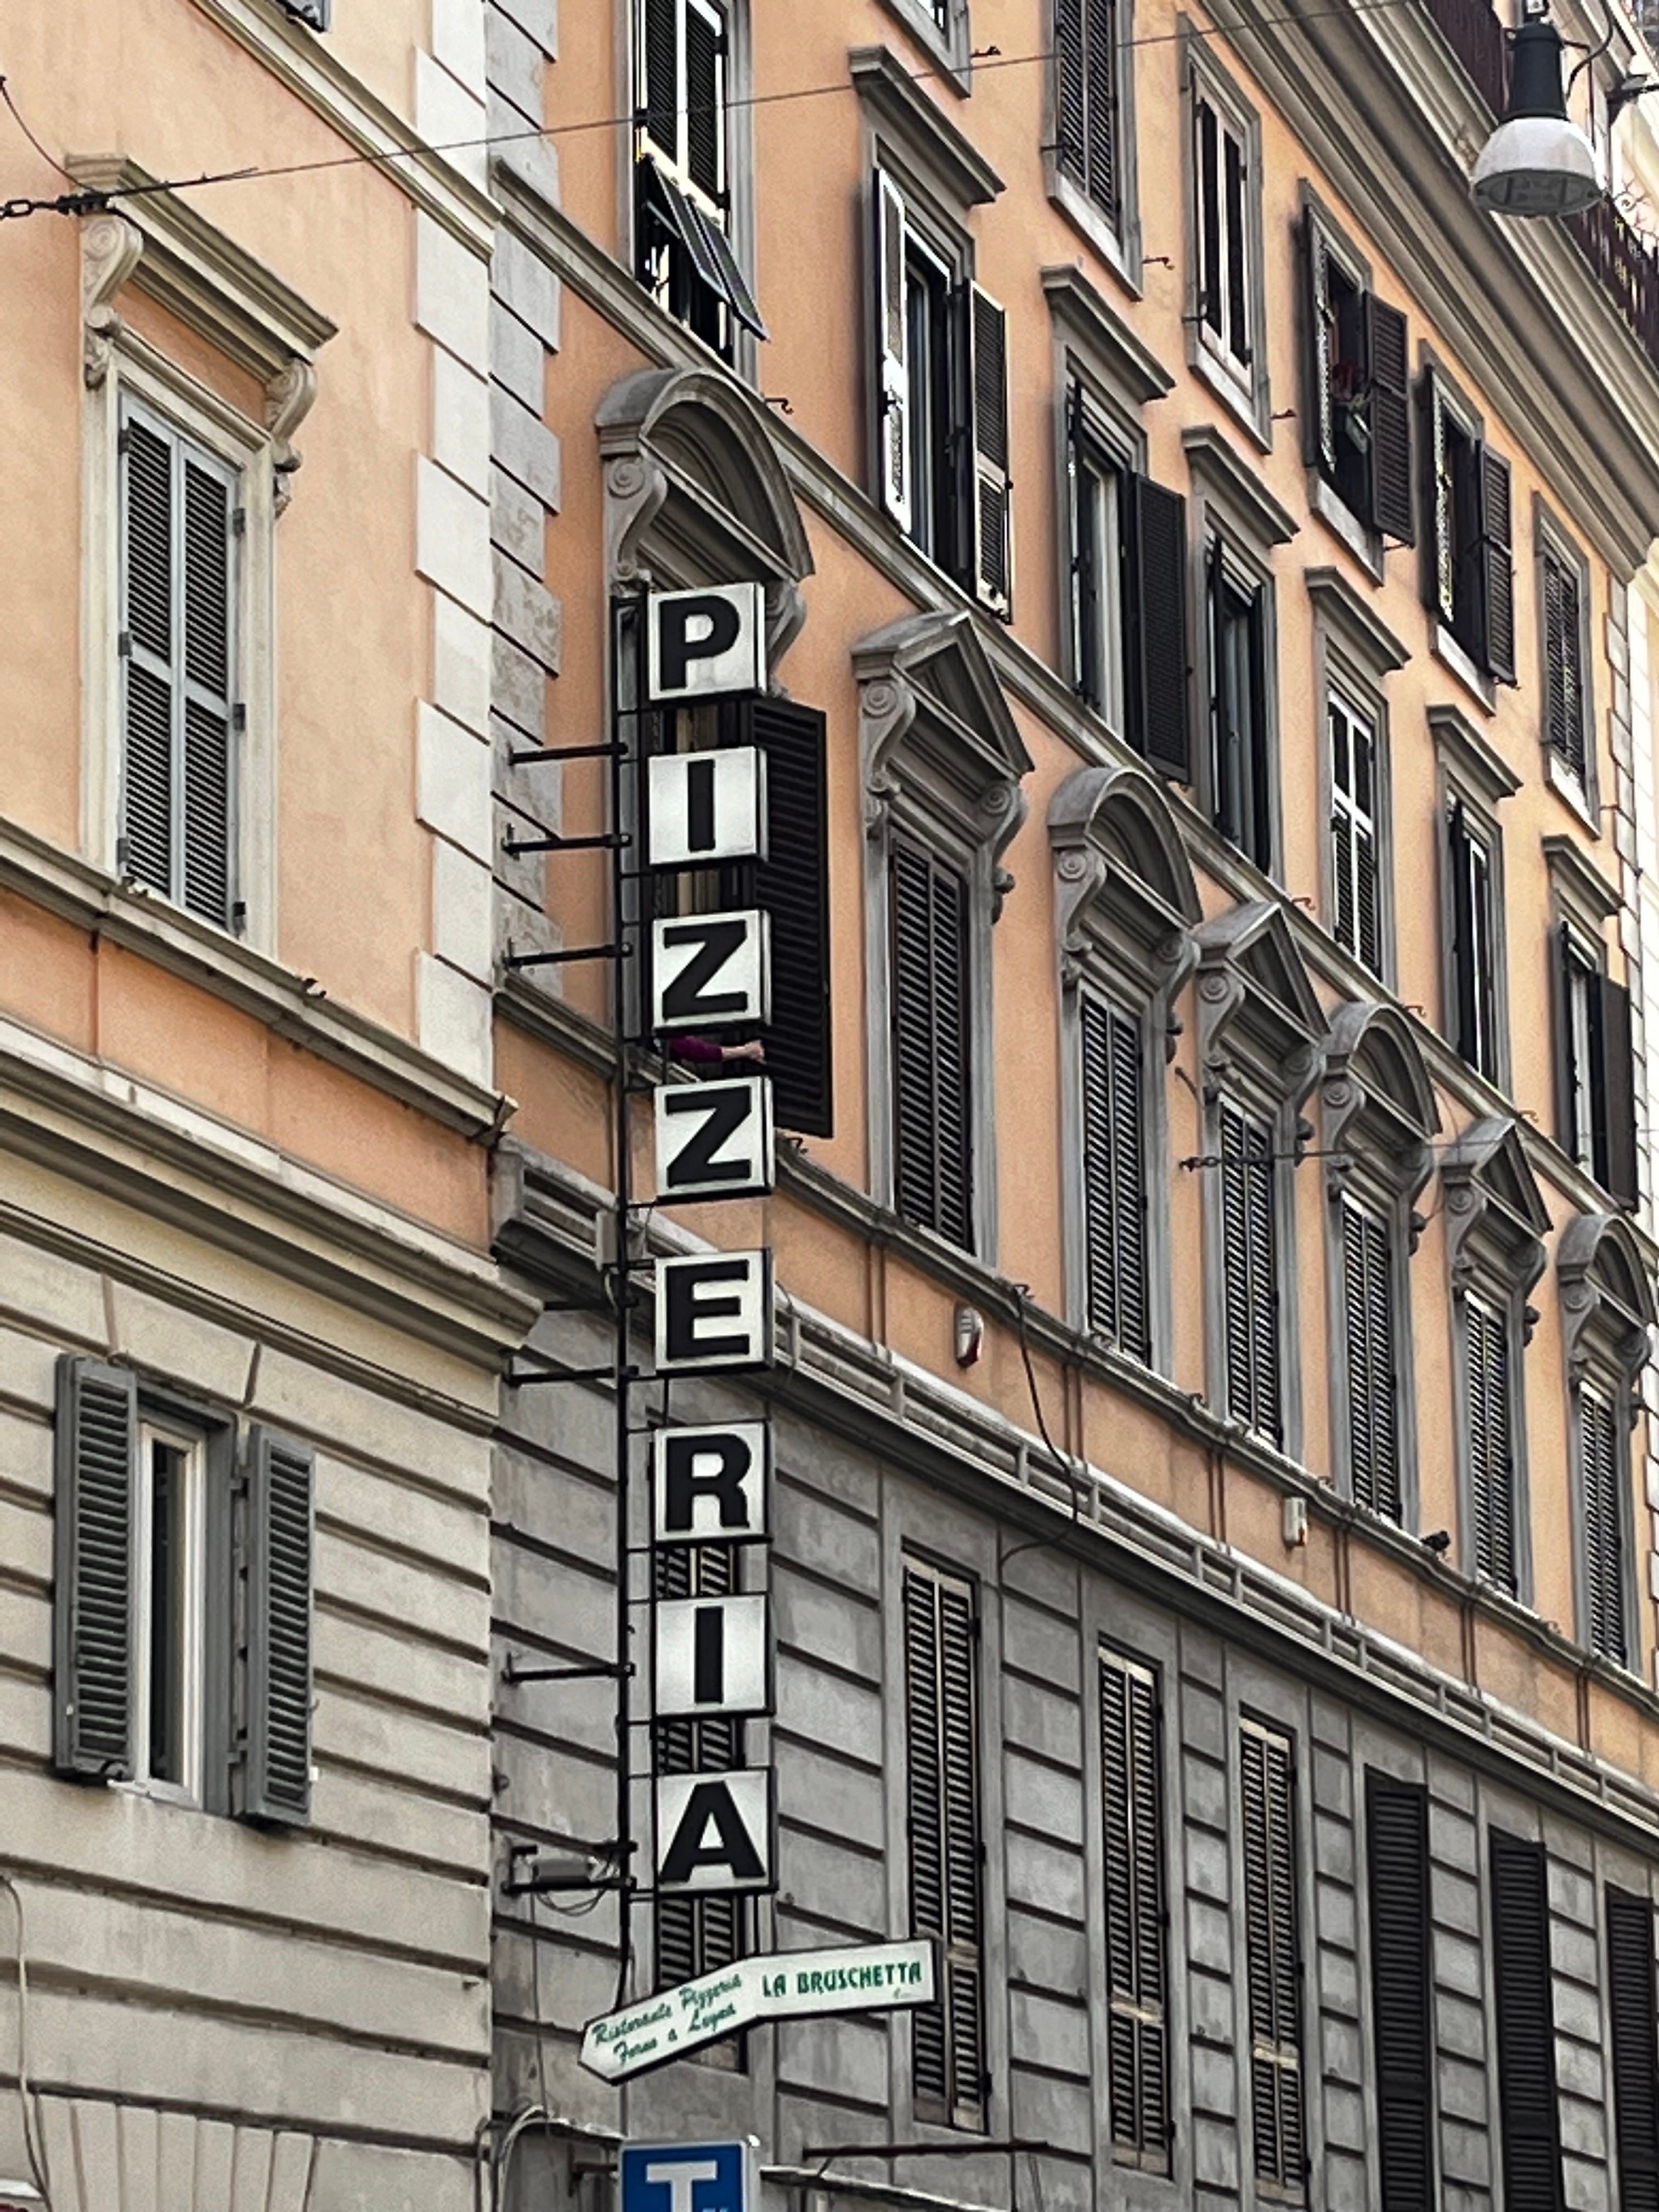 PIZZERIA
Ristorante Pizzeria
Forno a Legna
LA BRUSCHETTA
T